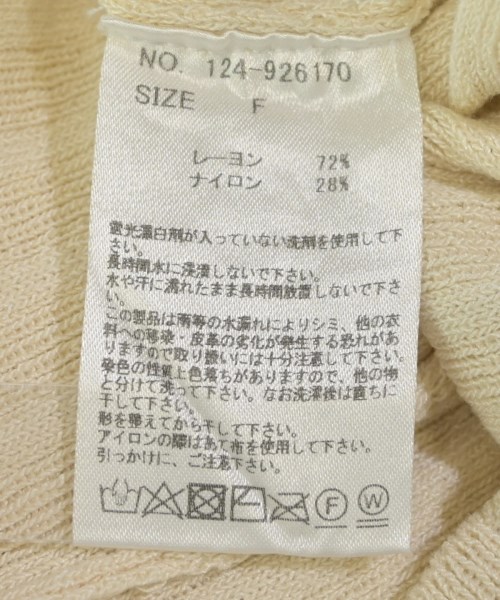 NO. 124-926170
SIZE F
レーヨン 72%
ナイロン 28%
蛍光漂白剤が入っていない洗剤を使用して下
さい。
長時間水に浸漬しないで下さい。
水や汗に濡れたまま長時間放置しないで下さい。
この製品は雨等の水濡れによりシミ、他の衣
料への移染・皮革の劣化が発生する恐れがあ
りますので取り扱いには十分注意して下さい。
染色の性質上色落ちがありますので、他の物
と分けて洗って下さい。なお洗濯後は直ちに
干して下さい。
形を整えてから干して下さい。
アイロンの際はあて布を使用して下さい。
引っかけに、ご注意下さい。
F W